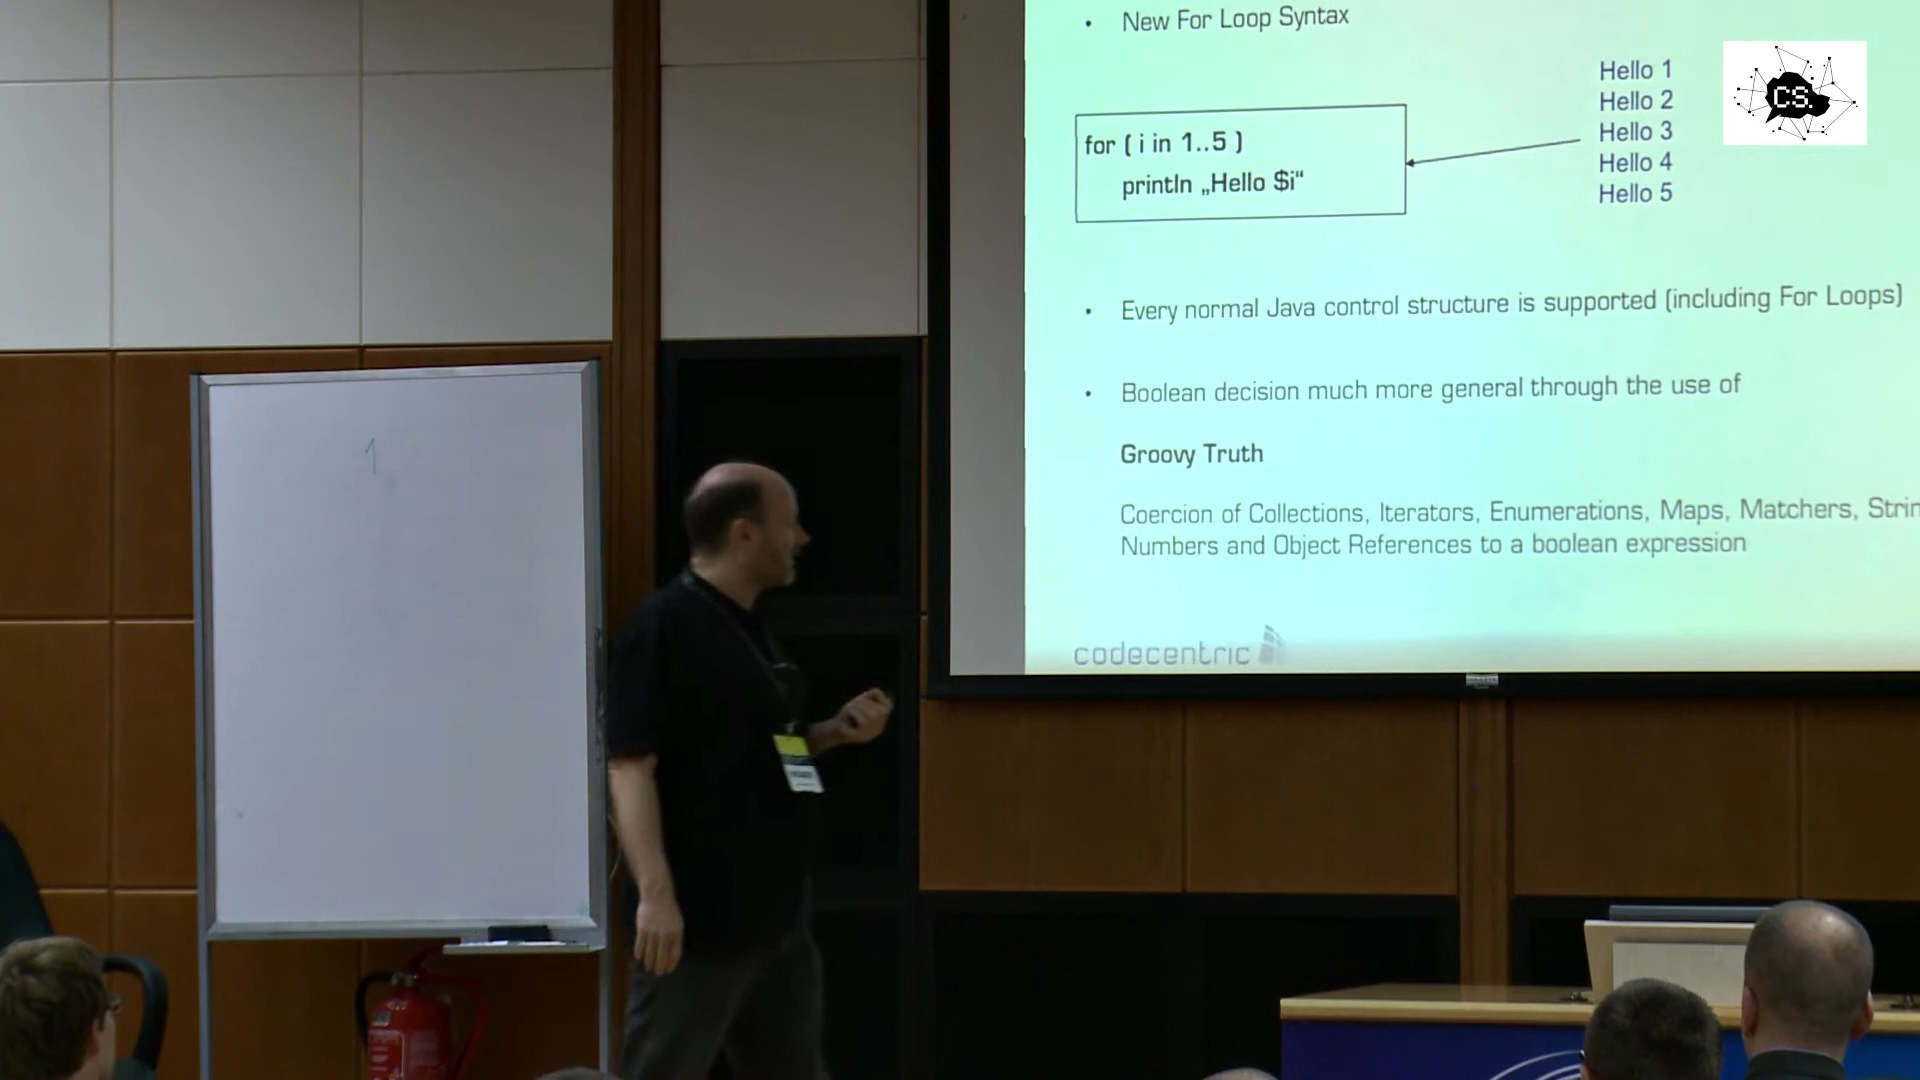 • New For Loop Syntax
for ( i in 1..5 )
println „Hello $i“
Hello 1
Hello 2
Hello 3
Hello 4
Hello 5
• Every normal Java control structure is supported (including For Loops)
• Boolean decision much more general through the use of
Groovy Truth
Coercion of Collections, Iterators, Enumerations, Maps, Matchers, Strin
Numbers and Object References to a boolean expression
codecentric
CS.
1